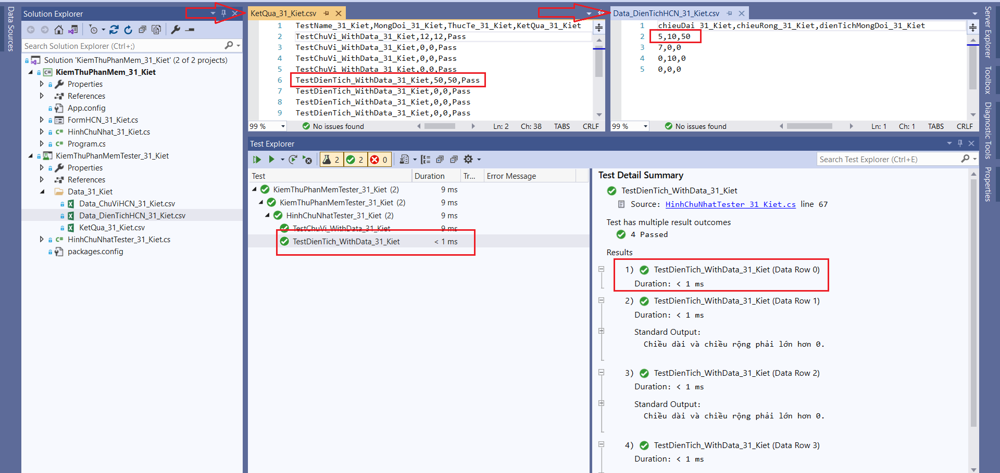 Data Sources
Solution Explorer
Search Solution Explorer (Ctrl+;)
Solution 'KiemThuPhanMem_31_Kiet' (2 of 2 projects)
KiemThuPhanMem_31_Kiet
Properties
References
App.config
FormHCN_31_Kiet.cs
HinhChuNhat_31_Kiet.cs
Program.cs
KiemThuPhanMemTester_31_Kiet
Properties
References
Data_31_Kiet
Data_ChuViHCN_31_Kiet.csv
Data_DienTichHCN_31_Kiet.csv
KetQua_31_Kiet.csv
HinhChuNhatTester_31_Kiet.cs
packages.config
KetQua_31_Kiet.csv
1 TestName_31_Kiet,MongDoi_31_Kiet,ThucTe_31_Kiet,KetQua_31_Kiet
2 TestChuVi_WithData_31_Kiet,12,12,Pass
3 TestChuVi_WithData_31_Kiet,0,0,Pass
4 TestChuVi_WithData_31_Kiet,0,0,Pass
5 TestChuVi_WithData_31_Kiet,0,0,Pass
6 TestDienTich_WithData_31_Kiet,50,50,Pass
7 TestDienTich_WithData_31_Kiet,0,0,Pass
8 TestDienTich_WithData_31_Kiet,0,0,Pass
9 TestDienTich_WithData_31_Kiet,0,0,Pass
99 % No issues found Ln: 2 Ch: 38 TABS CRLF
Data_DienTichHCN_31_Kiet.csv
1 chieuDai_31_Kiet,chieuRong_31_Kiet,dienTichMongDoi_31_Kiet
2 5,10,50
3 7,0,0
4 0,10,0
5 0,0,0
99 % No issues found Ln: 1 Ch: 1 TABS CRLF
Test Explorer
2 2 0
Search Test Explorer (Ctrl+E)
Test Duration Tr... Error Message
KiemThuPhanMemTester_31_Kiet (2) 9 ms
KiemThuPhanMemTester_31_Kiet (2) 9 ms
HinhChuNhatTester_31_Kiet (2) 9 ms
TestChuVi_WithData_31_Kiet 9 ms
TestDienTich_WithData_31_Kiet < 1 ms
Test Detail Summary
TestDienTich_WithData_31_Kiet
Source: HinhChuNhatTester_31_Kiet.cs line 67
Test has multiple result outcomes
4 Passed
Results
1) TestDienTich_WithData_31_Kiet (Data Row 0)
Duration: < 1 ms
2) TestDienTich_WithData_31_Kiet (Data Row 1)
Duration: < 1 ms
Standard Output:
Chiều dài và chiều rộng phải lớn hơn 0.
3) TestDienTich_WithData_31_Kiet (Data Row 2)
Duration: < 1 ms
Standard Output:
Chiều dài và chiều rộng phải lớn hơn 0.
4) TestDienTich_WithData_31_Kiet (Data Row 3)
Duration: < 1 ms
Server Explorer
Toolbox
Diagnostic Tools
Properties